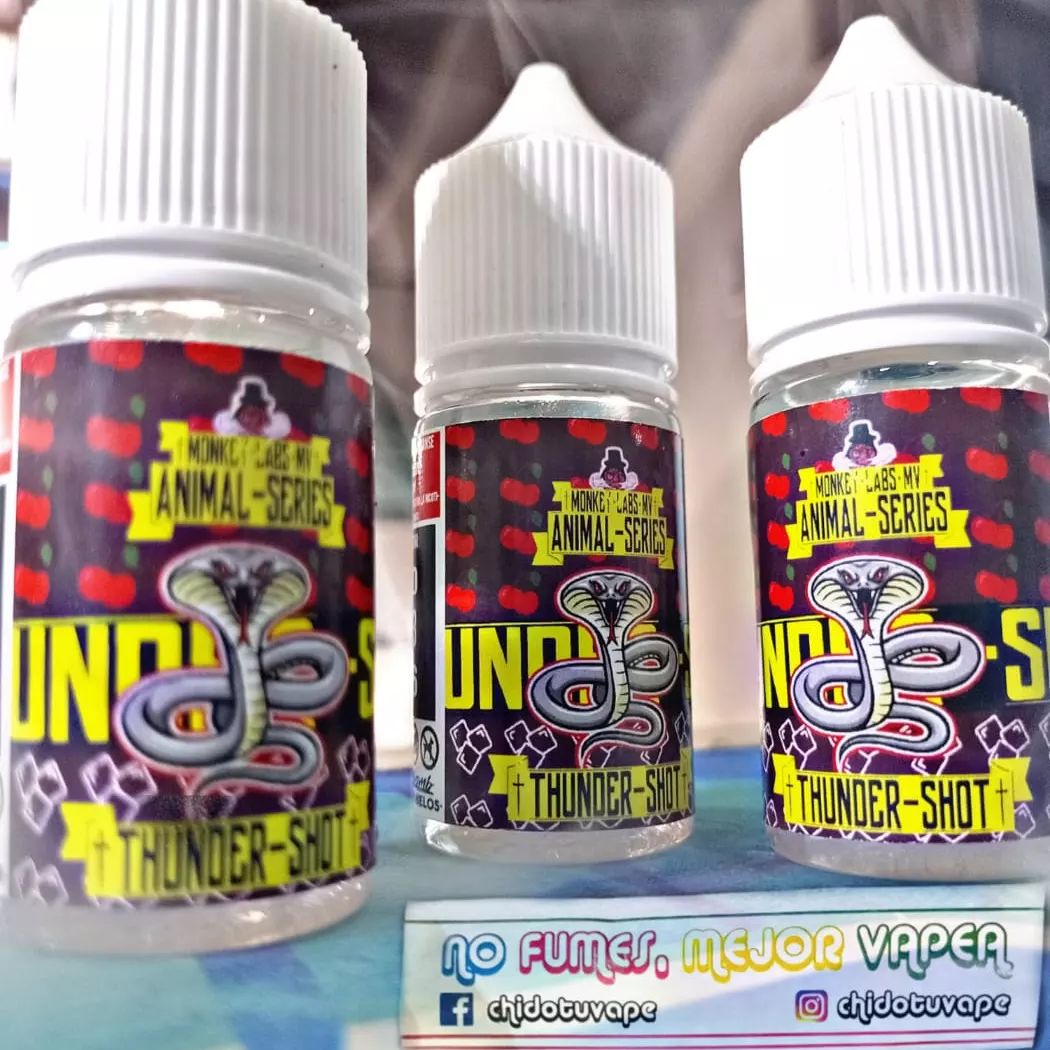 MONKEY-LABS-MV
ANIMAL-SERIES
THUNDER-SHOT
MONKEY-LABS-MV
ANIMAL-SERIES
THUNDER-SHOT
MONKEY-LABS-MV
ANIMAL-SERIES
THUNDER-SHOT
NO FUMES, MEJOR VAPEA
chidotuvape
chidotuvape